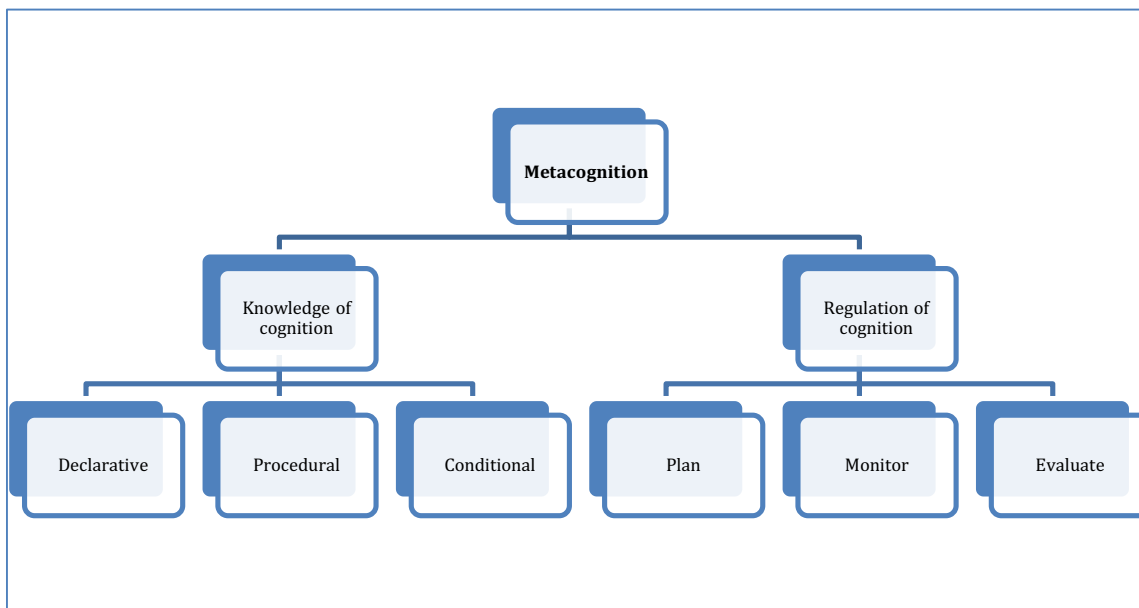 Metacognition
Knowledge of
cognition
Regulation of
cognition
Declarative
Procedural
Conditional
Plan
Monitor
Evaluate